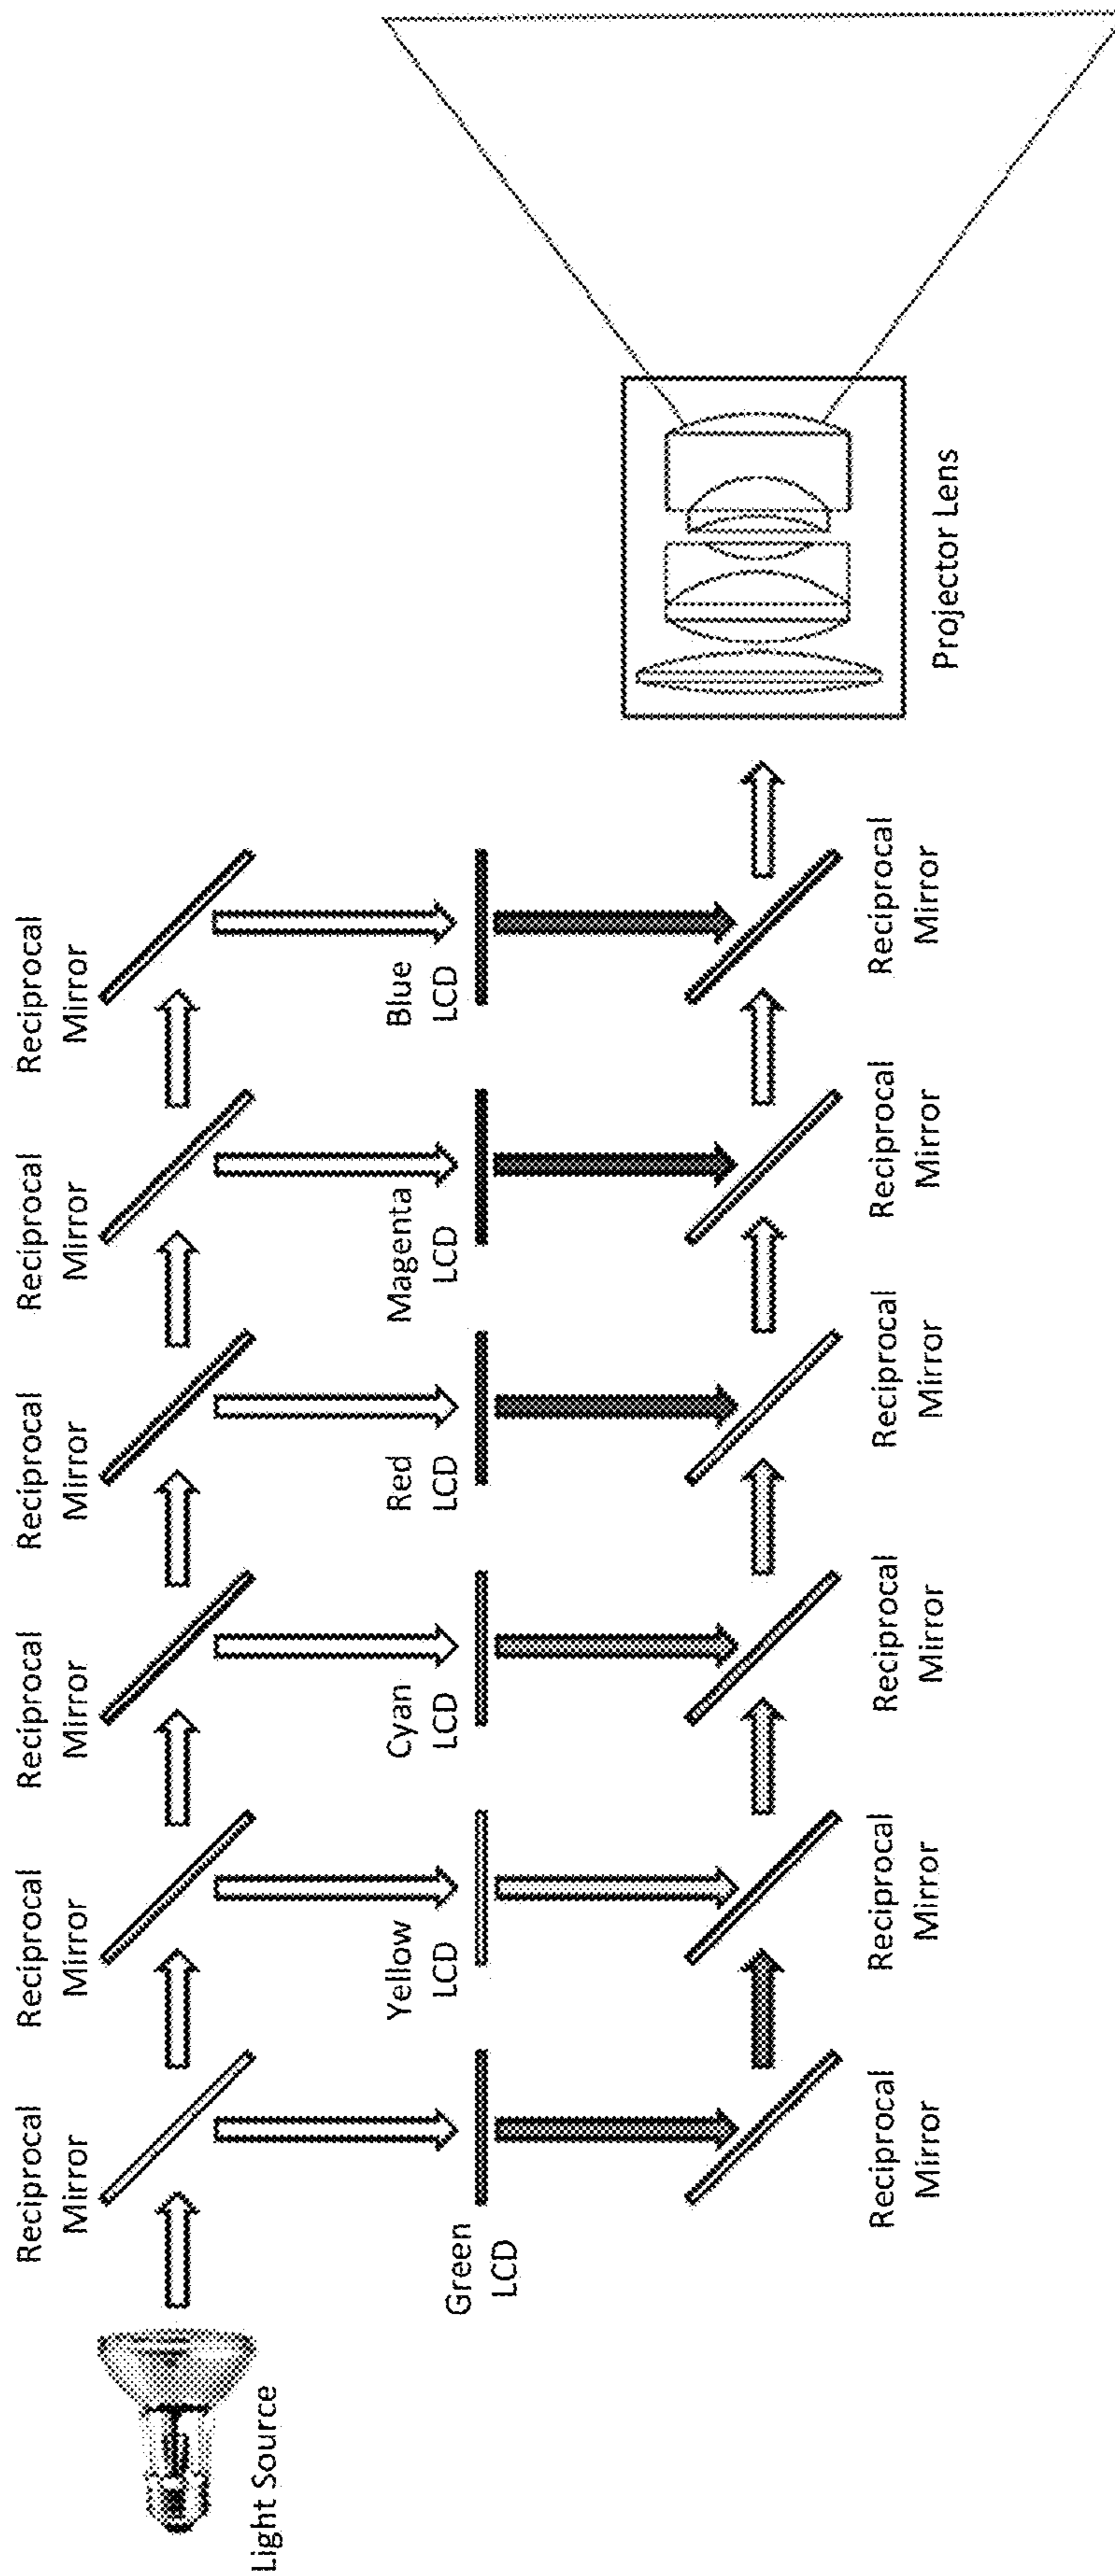 Light Source
Reciprocal
Mirror
Reciprocal
Mirror
Reciprocal
Mirror
Reciprocal
Mirror
Reciprocal
Mirror
Reciprocal
Mirror
Green
LCD
Yellow
LCD
Cyan
LCD
Red
LCD
Magenta
LCD
Blue
LCD
Reciprocal
Mirror
Reciprocal
Mirror
Reciprocal
Mirror
Reciprocal
Mirror
Reciprocal
Mirror
Reciprocal
Mirror
Projector Lens